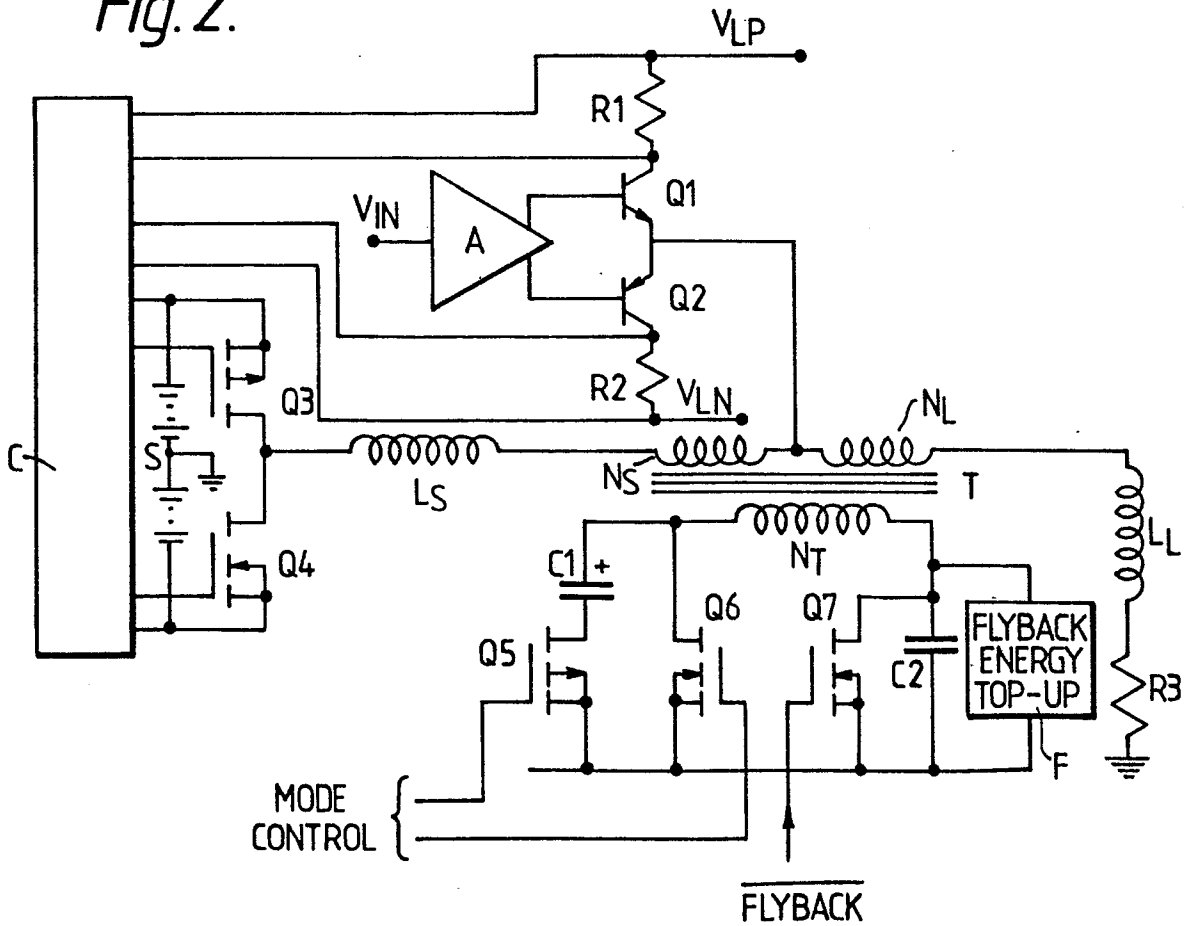 Fig. 2.
VLP
R1
Q1
VIN
A
Q2
R2
VLN
NL
Q3
C
S
LS
NS
T
NT
LL
Q4
C1 +
Q6
Q7
Q5
C2
FLYBACK
ENERGY
TOP-UP
R3
F
MODE
CONTROL
FLYBACK